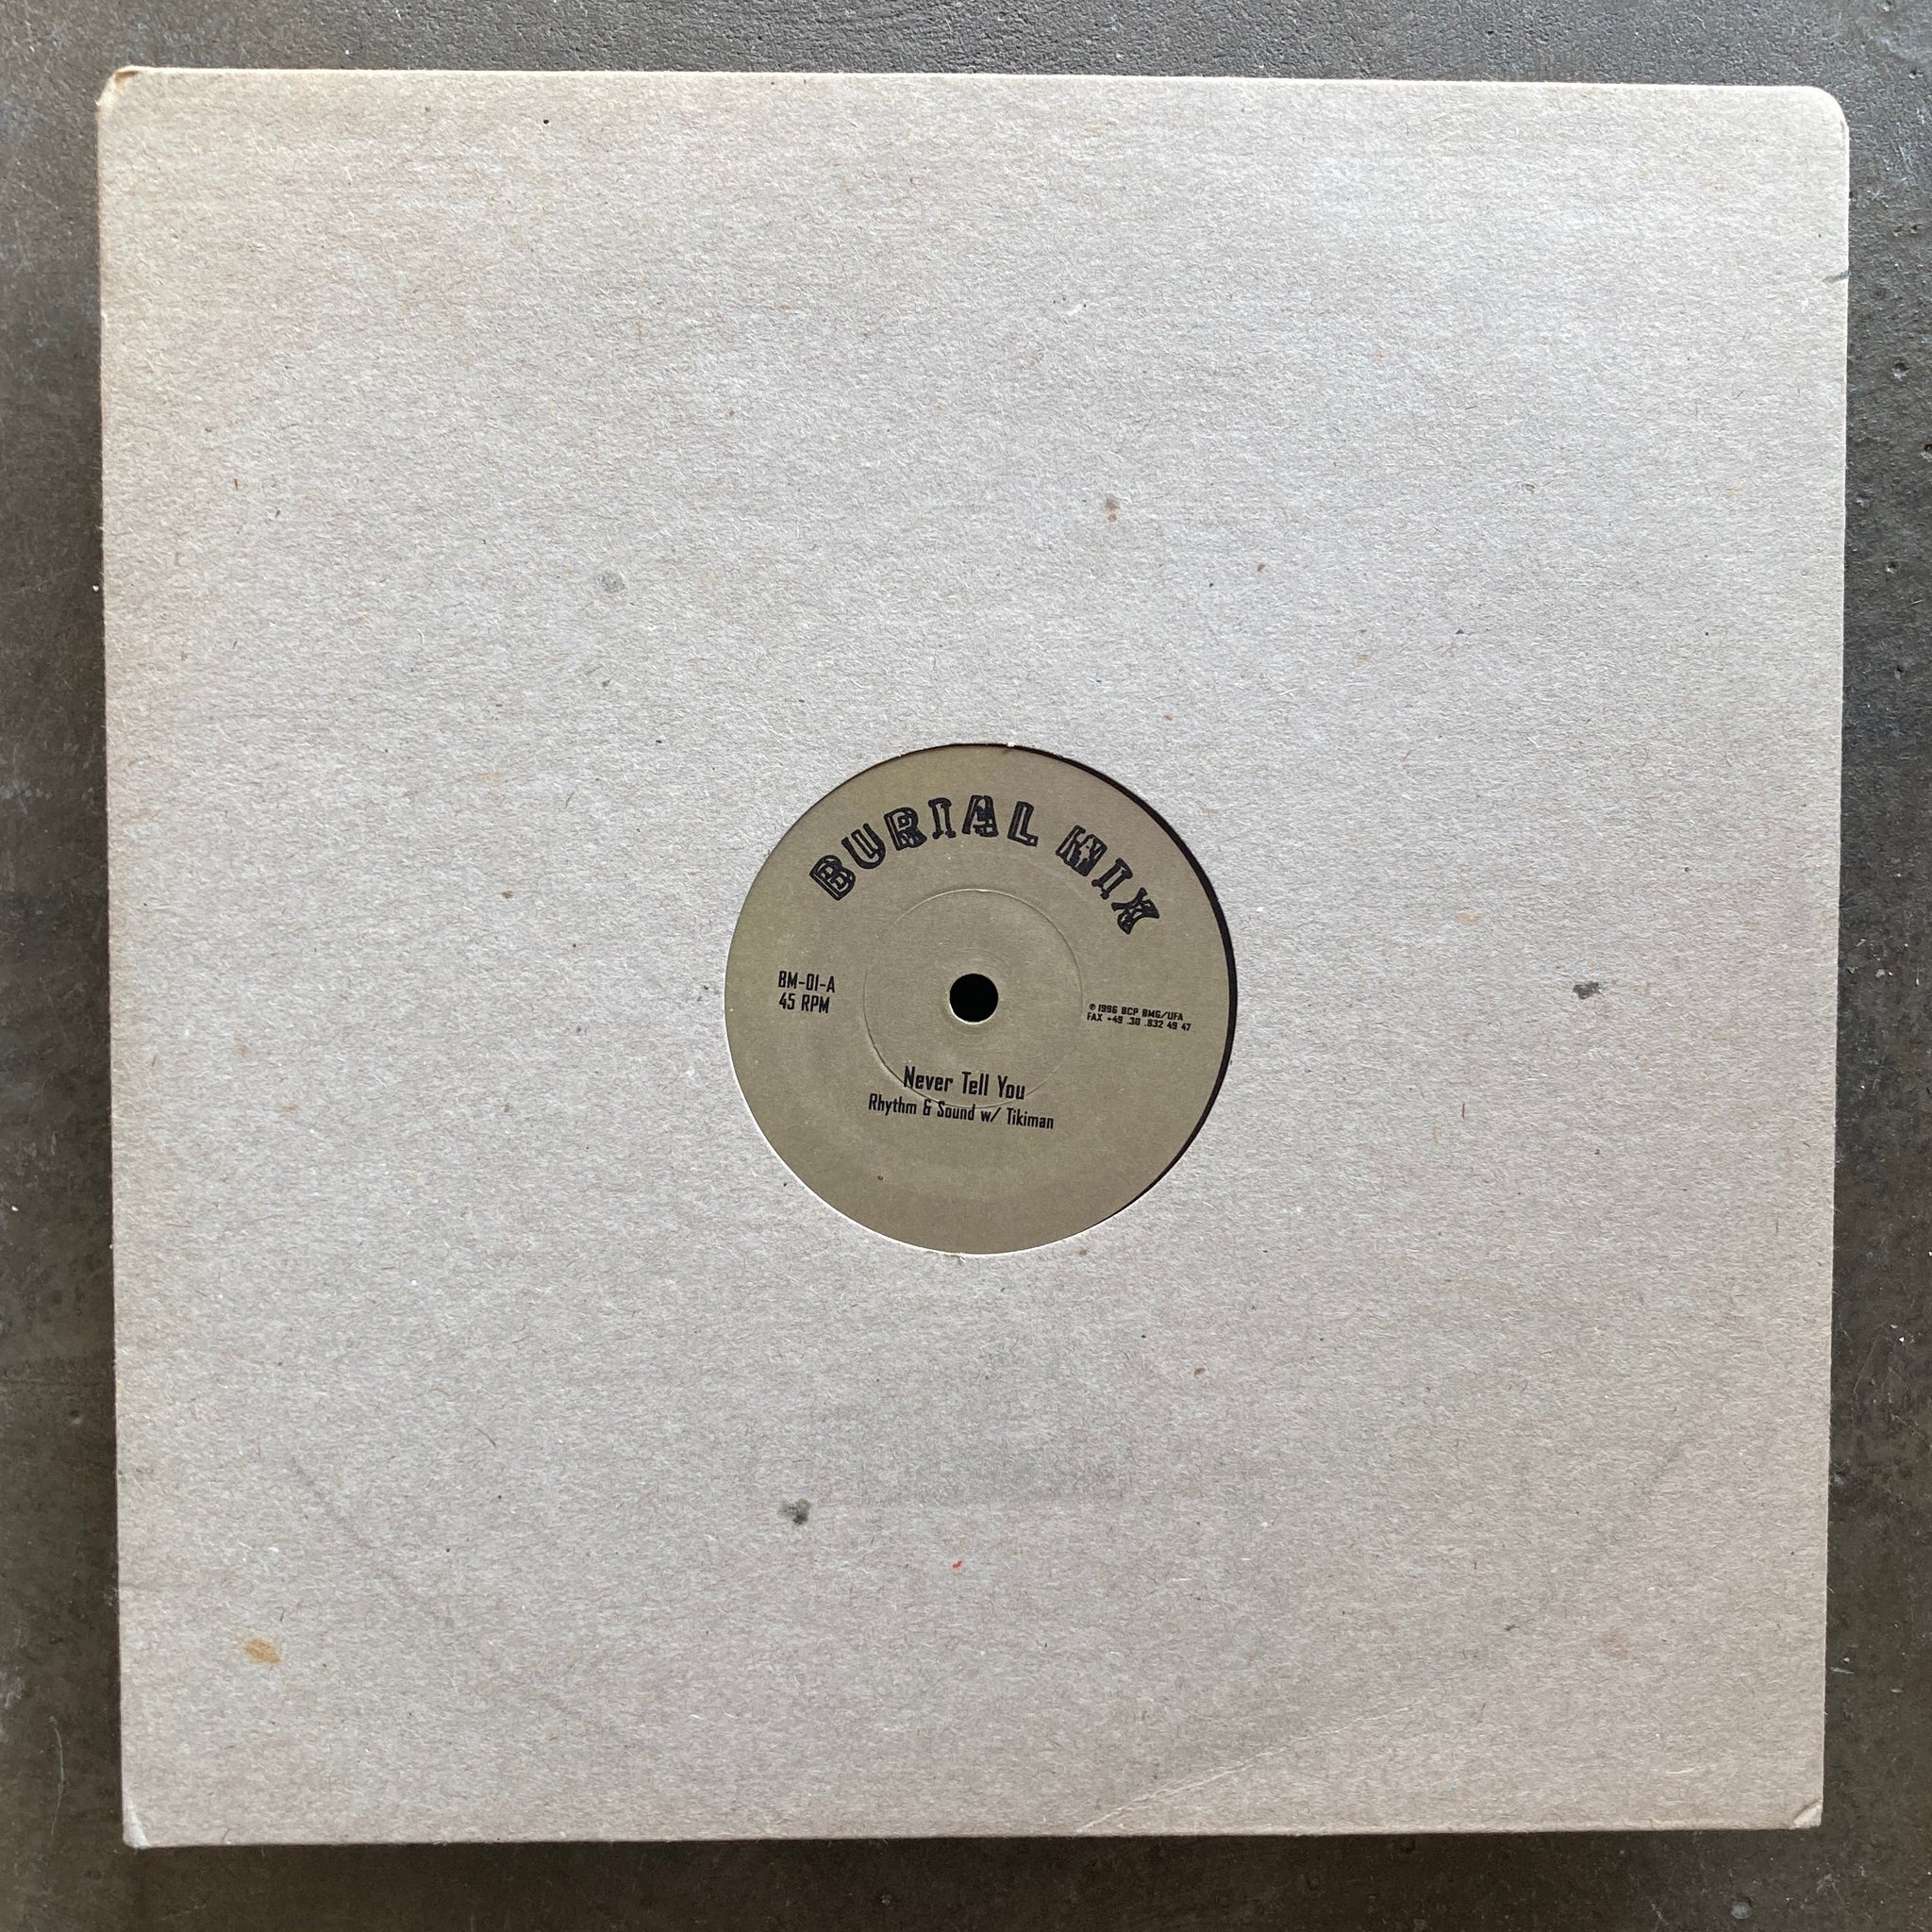 BURIAL MIX
BM-01-A
45 RPM
© 1996 BCP BMG/UFA
FAX +49 .30 .832 49 47
Never Tell You
Rhythm & Sound w/ Tikiman